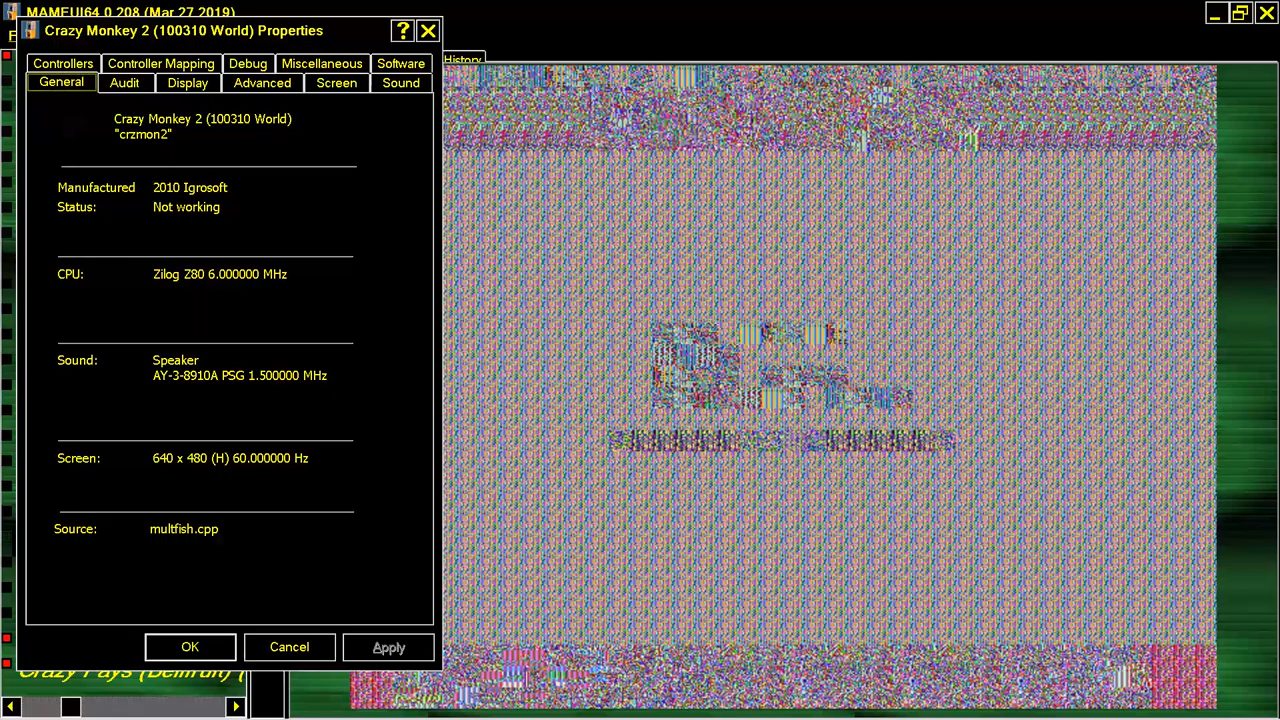 MAMEUI64 0.208 (Mar 27 2019)
Crazy Monkey 2 (100310 World) Properties
?
History
Controllers
Controller Mapping
Debug
Miscellaneous
Software
General
Audit
Display
Advanced
Screen
Sound
Crazy Monkey 2 (100310 World)
"crzmon2"
Manufactured 2010 Igrosoft
Status: Not working
CPU: Zilog Z80 6.000000 MHz
Sound: Speaker
AY-3-8910A PSG 1.500000 MHz
Screen: 640 x 480 (H) 60.000000 Hz
Source: multfish.cpp
OK
Cancel
Apply
Crazy Fays (Bellfruit) (